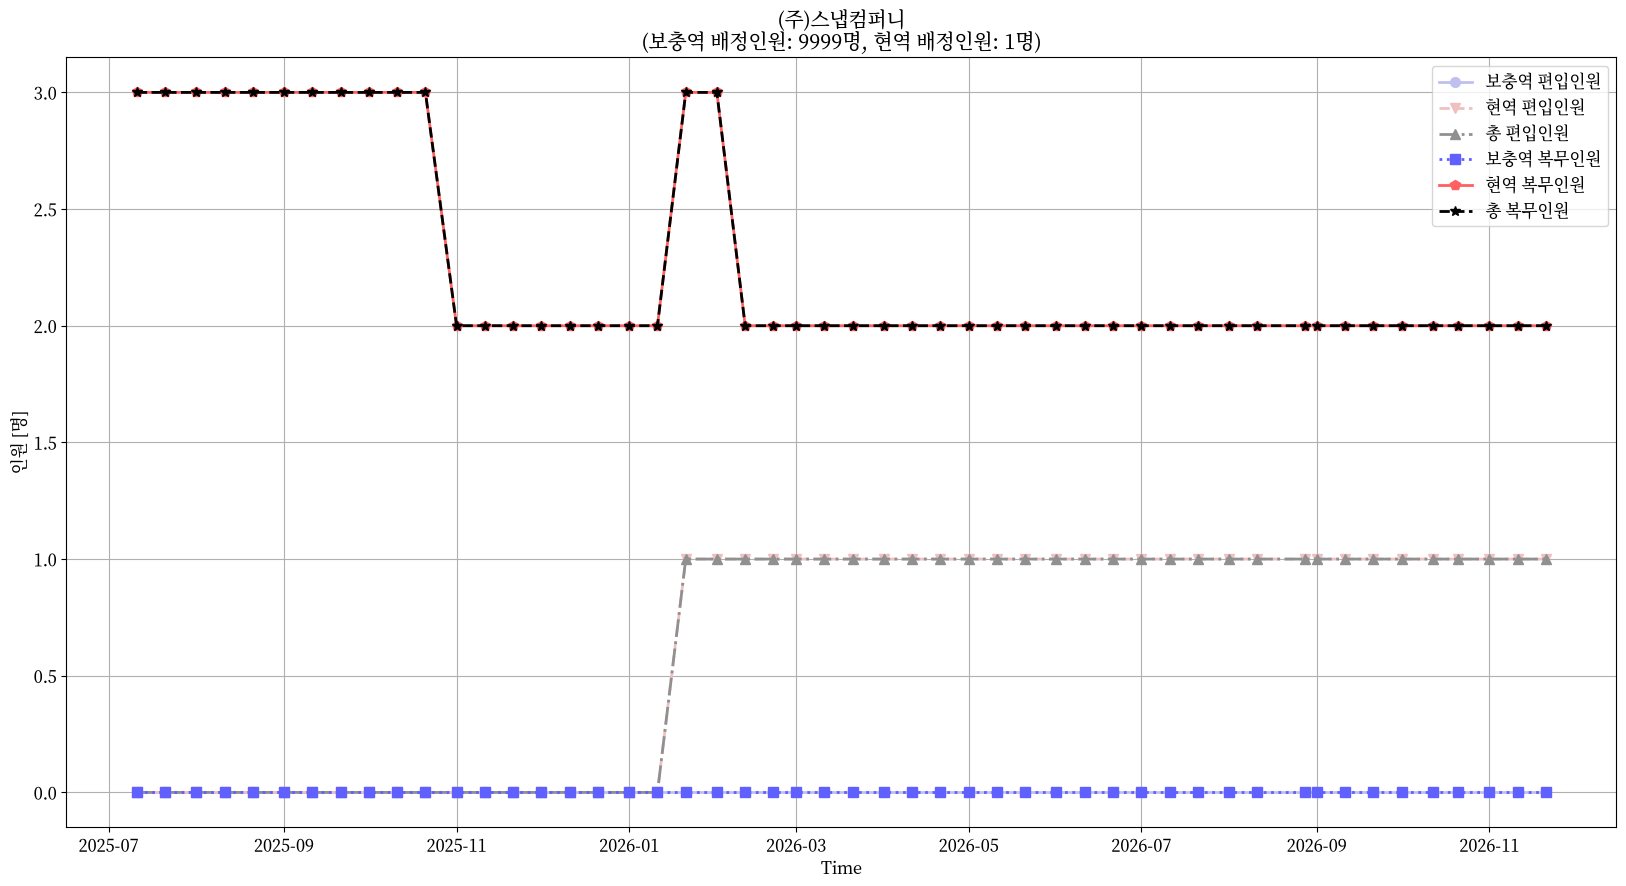 (주)스냅컴퍼니
(보충역 배정인원: 9999명, 현역 배정인원: 1명)
보충역 편입인원
현역 편입인원
총 편입인원
보충역 복무인원
현역 복무인원
총 복무인원
인원 [명]
3.0
2.5
2.0
1.5
1.0
0.5
0.0
2025-07
2025-09
2025-11
2026-01
2026-03
2026-05
2026-07
2026-09
2026-11
Time